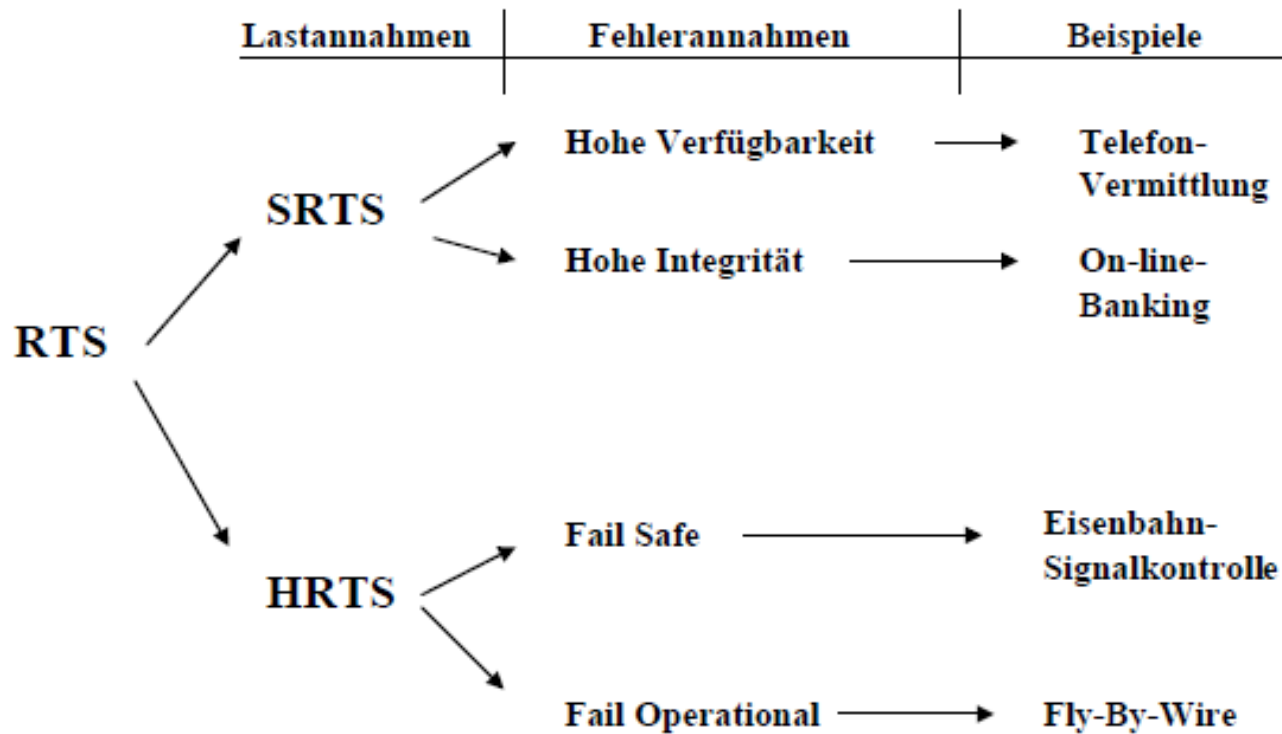 Lastannahmen Fehlerannahmen Beispiele
Hohe Verfügbarkeit Telefon-
Vermittlung
SRTS
Hohe Integrität On-line-
Banking
RTS
Fail Safe Eisenbahn-
Signalkontrolle
HRTS
Fail Operational Fly-By-Wire